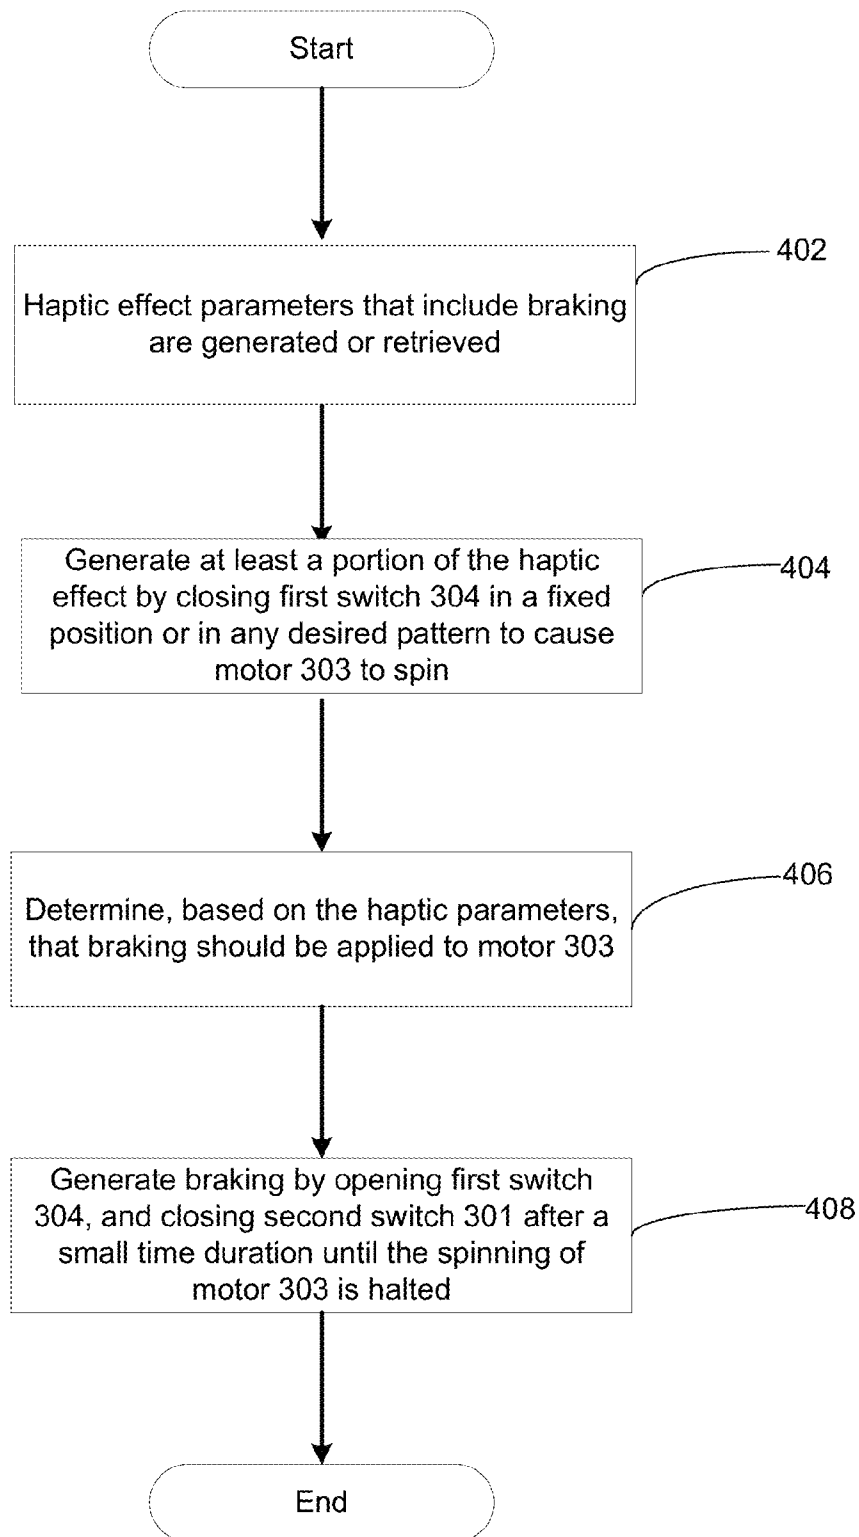 Start
402
Haptic effect parameters that include braking
are generated or retrieved
404
Generate at least a portion of the haptic
effect by closing first switch 304 in a fixed
position or in any desired pattern to cause
motor 303 to spin
406
Determine, based on the haptic parameters,
that braking should be applied to motor 303
408
Generate braking by opening first switch
304, and closing second switch 301 after a
small time duration until the spinning of
motor 303 is halted
End